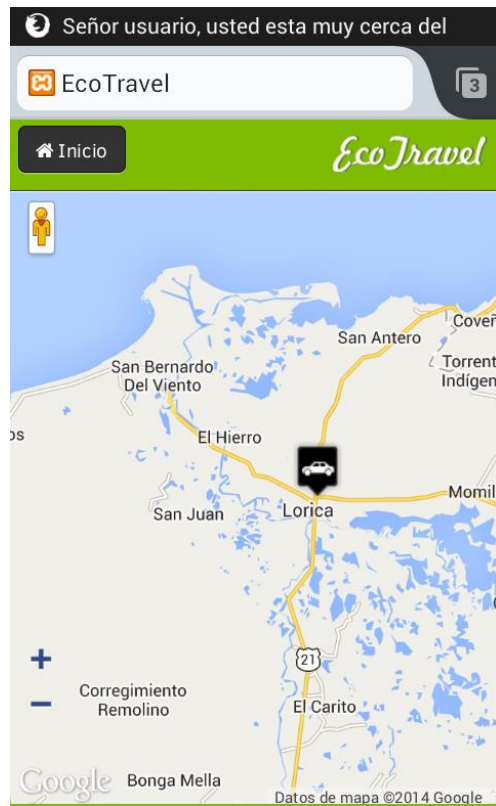 Señor usuario, usted esta muy cerca del
EcoTravel
3
Inicio
EcoTravel
San Antero
Coveñ
Torrent
Indígen
San Bernardo
Del Viento
os
El Hierro
Momil
San Juan
Lorica
21
Corregimiento
Remolino
El Carito
Google
Bonga Mella
Datos de mapa ©2014 Google